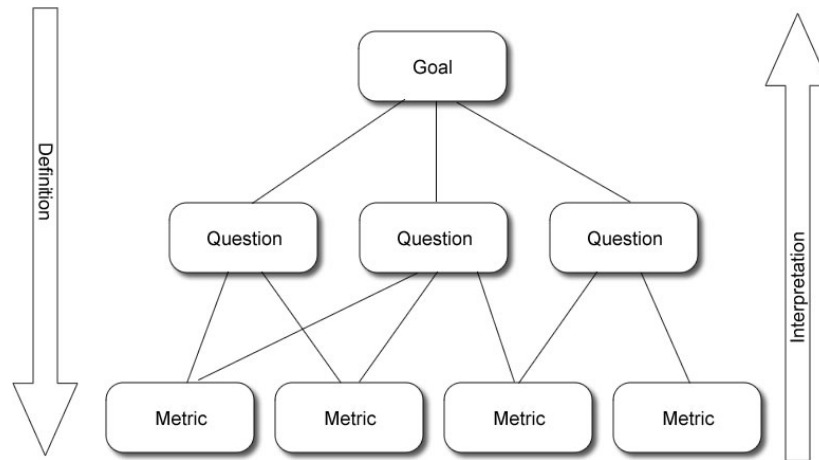 Goal
Definition
Question
Question
Question
Interpretation
Metric
Metric
Metric
Metric